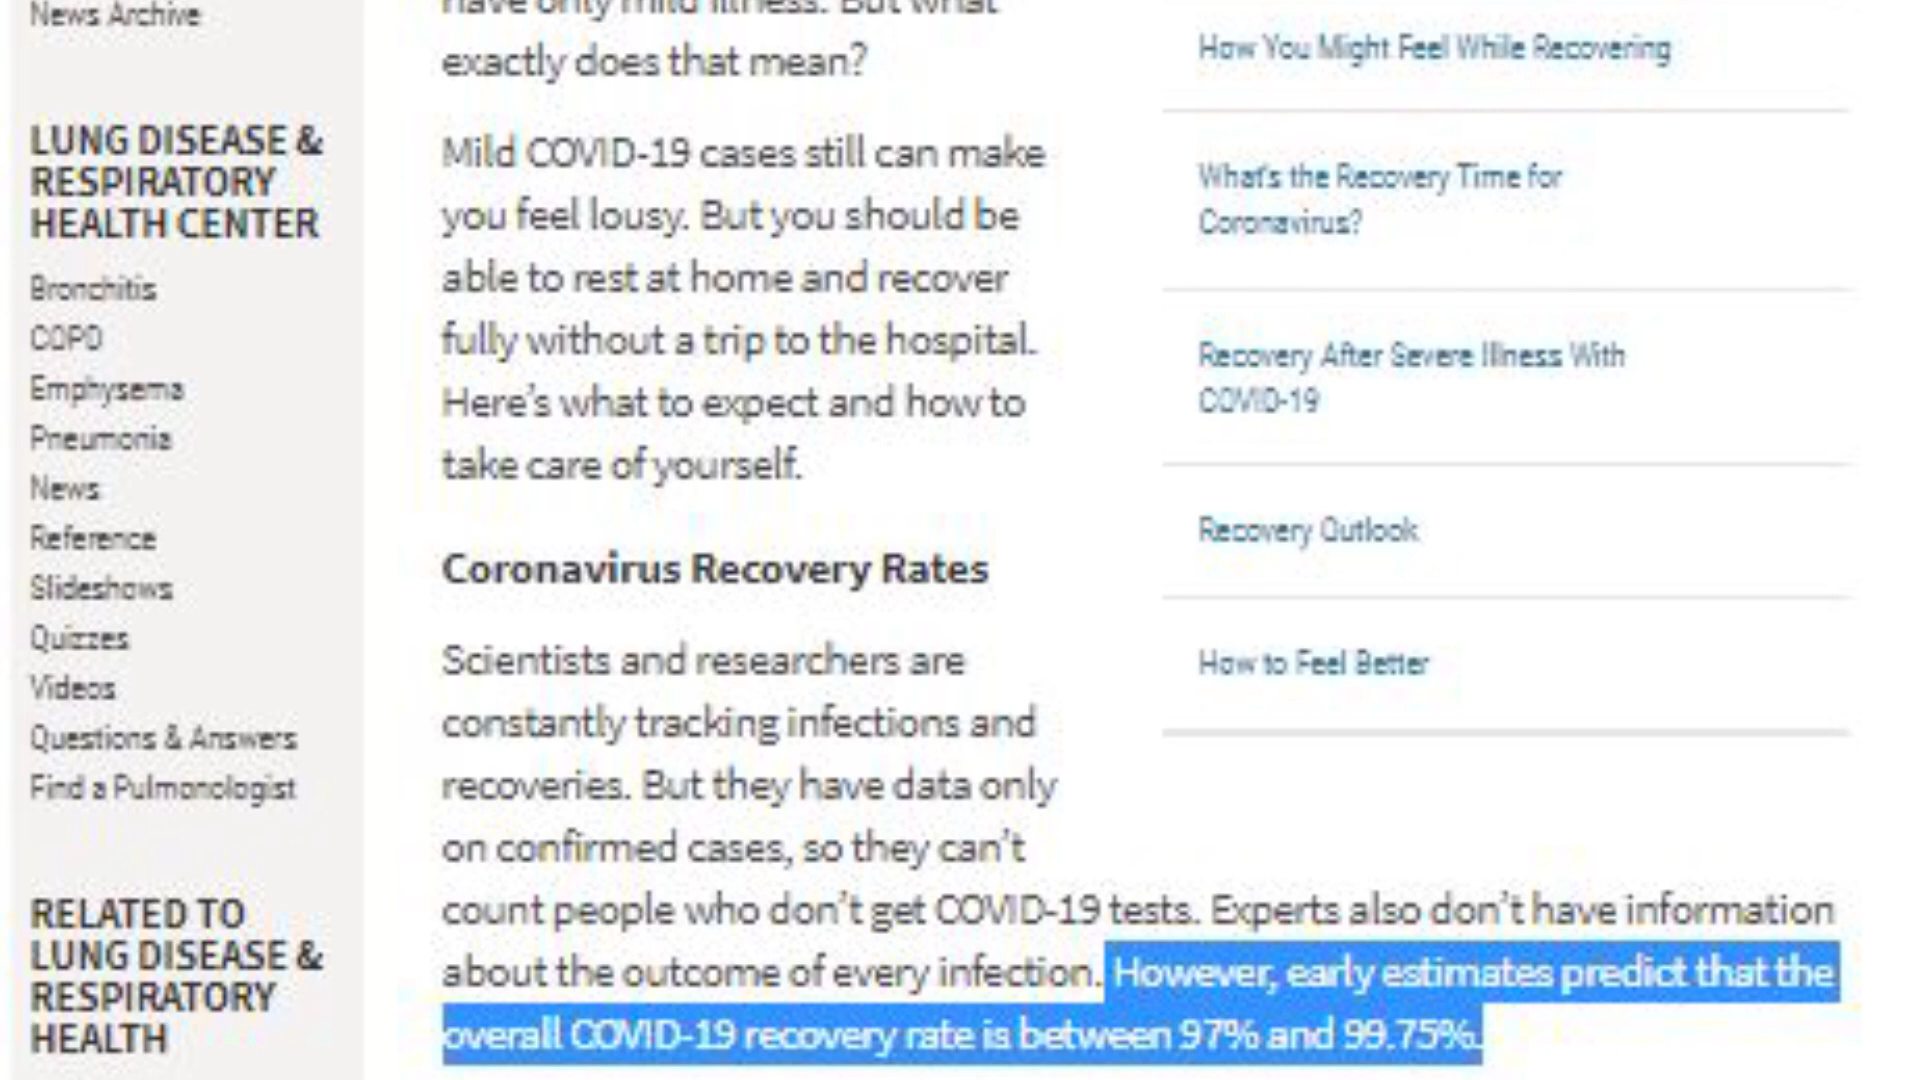 News Archive
LUNG DISEASE &
RESPIRATORY
HEALTH CENTER
Bronchitis
COPD
Emphysema
Pneumonia
News
Reference
Slideshows
Quizzes
Videos
Questions & Answers
Find a Pulmonologist
RELATED TO
LUNG DISEASE &
RESPIRATORY
HEALTH
have only mild illness. But what
exactly does that mean?
Mild COVID-19 cases still can make
you feel lousy. But you should be
able to rest at home and recover
fully without a trip to the hospital.
Here’s what to expect and how to
take care of yourself.
Coronavirus Recovery Rates
Scientists and researchers are
constantly tracking infections and
recoveries. But they have data only
on confirmed cases, so they can’t
count people who don’t get COVID-19 tests. Experts also don’t have information
about the outcome of every infection. However, early estimates predict that the
overall COVID-19 recovery rate is between 97% and 99.75%.
How You Might Feel While Recovering
What's the Recovery Time for
Coronavirus?
Recovery After Severe Illness With
COVID-19
Recovery Outlook
How to Feel Better